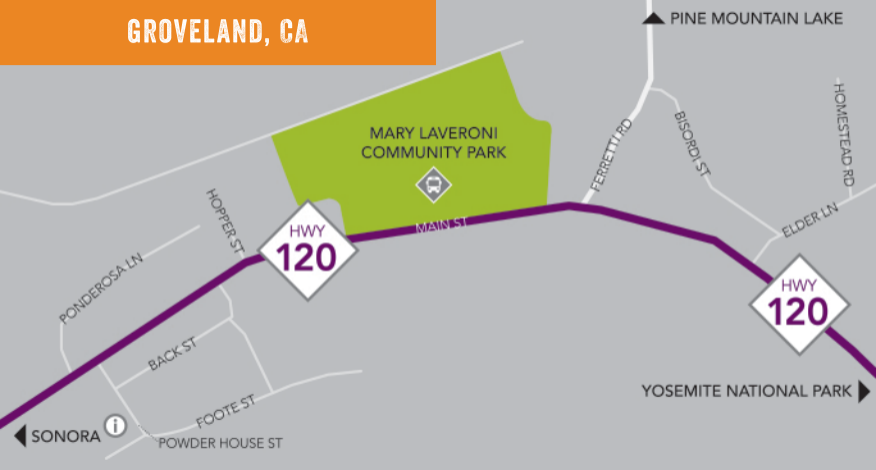 GROVELAND, CA
PINE MOUNTAIN LAKE
MARY LAVERONI
COMMUNITY PARK
FERRETTI RD
BISORDI ST
HOMESTEAD RD
HOPPER ST
MAIN ST
ELDER LN
HWY
120
PONDEROSA LN
HWY
120
BACK ST
YOSEMITE NATIONAL PARK
FOOTE ST
SONORA
i
POWDER HOUSE ST